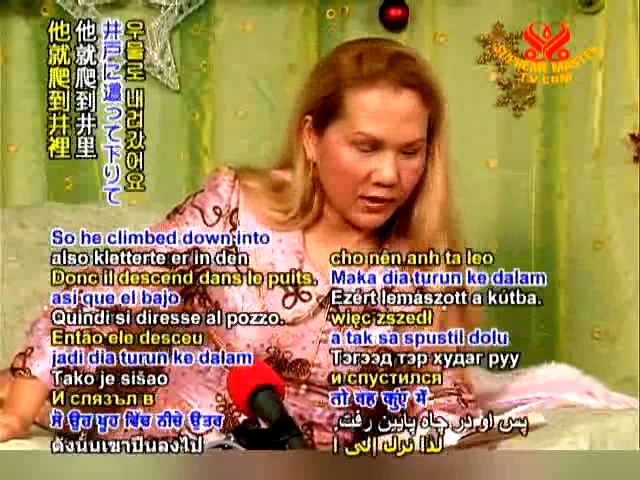 우물로 내려갔어요
井戸に這って下りて
他就爬到井里
他就爬到井裡
SUPREME MASTER
TV.COM
So he climbed down into
also kletterte er in den
Donc il descend dans le puits.
así que el bajo
Quindi si diresse al pozzo.
Então ele desceu
jadi dia turun ke dalam
Tako je sišao
И слязъл в
ਸੋ ਉਹ ਖੂਹ ਵਿੱਚ ਨੀਚੇ ਉਤਰ
ดังนั้นเขาปีนลงไป
cho nên anh ta leo
Maka dia turun ke dalam
Ezért lemászott a kútba.
więc zszedł
a tak sa spustil dolu
Тэгээд тэр худаг руу
и спустился
तो वह कुएं में
پس او در چاه پایین رفت.
لذا نزل إلى ا